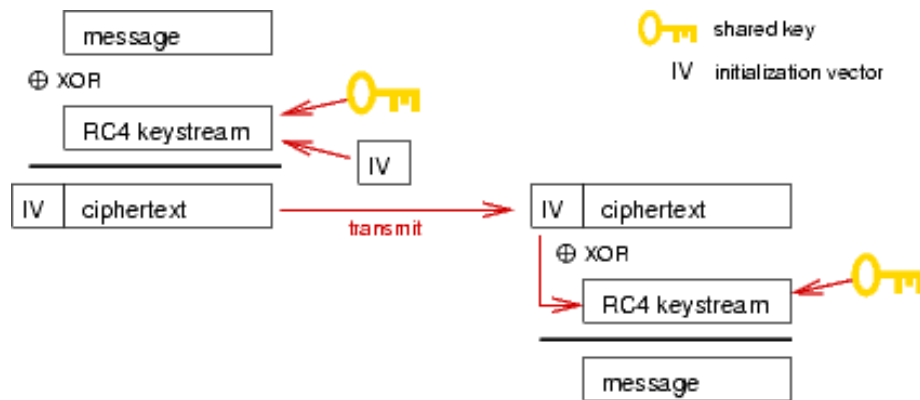 message
shared key
⊕ XOR
IV initialization vector
RC4 keystream
IV
IV ciphertext
transmit
IV ciphertext
⊕ XOR
RC4 keystream
message